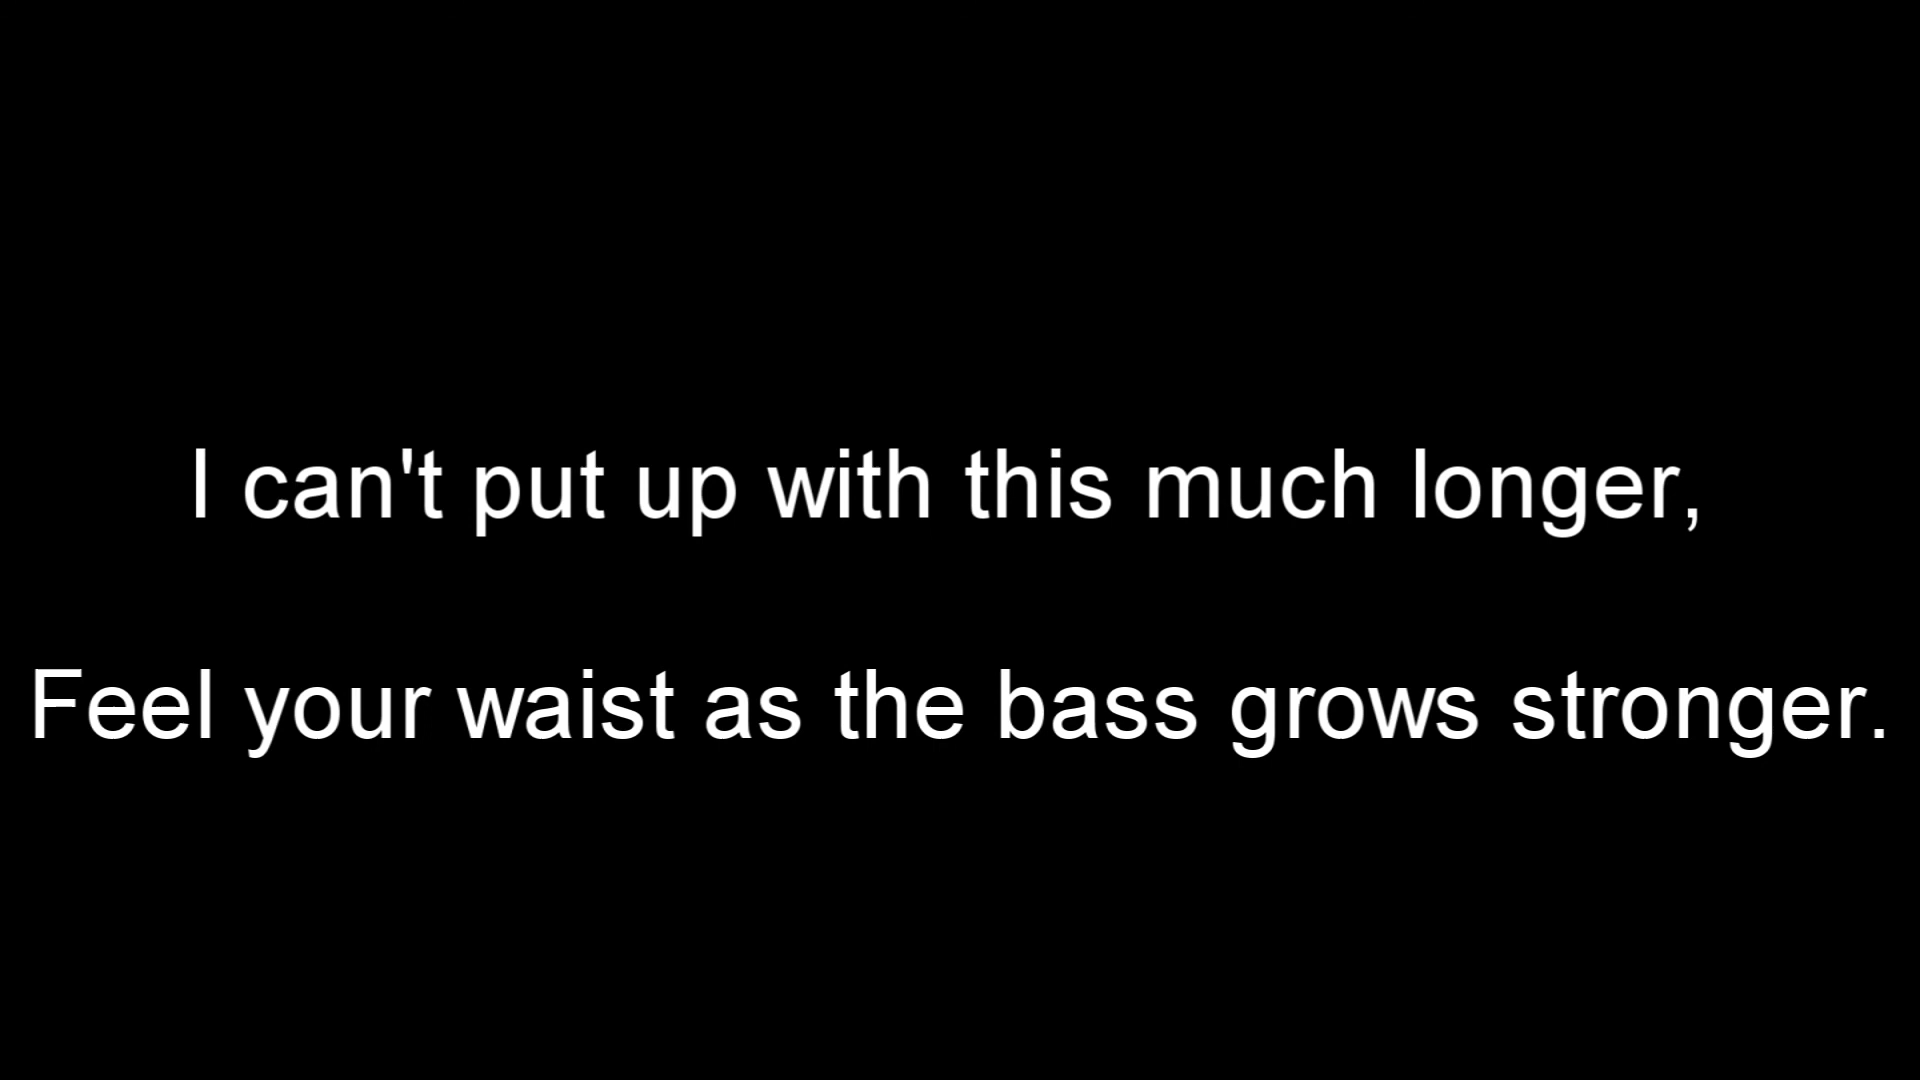 I can't put up with this much longer,
Feel your waist as the bass grows stronger.